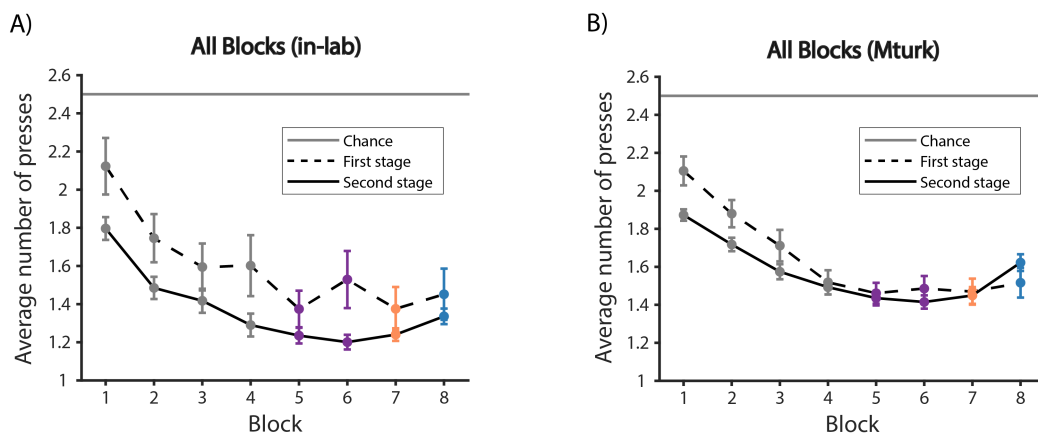 A)
All Blocks (in-lab)
Average number of presses
2.6
2.4
2.2
2
1.8
1.6
1.4
1.2
1
Chance
First stage
Second stage
1 2 3 4 5 6 7 8
Block
B)
All Blocks (Mturk)
Average number of presses
2.6
2.4
2.2
2
1.8
1.6
1.4
1.2
1
Chance
First stage
Second stage
1 2 3 4 5 6 7 8
Block